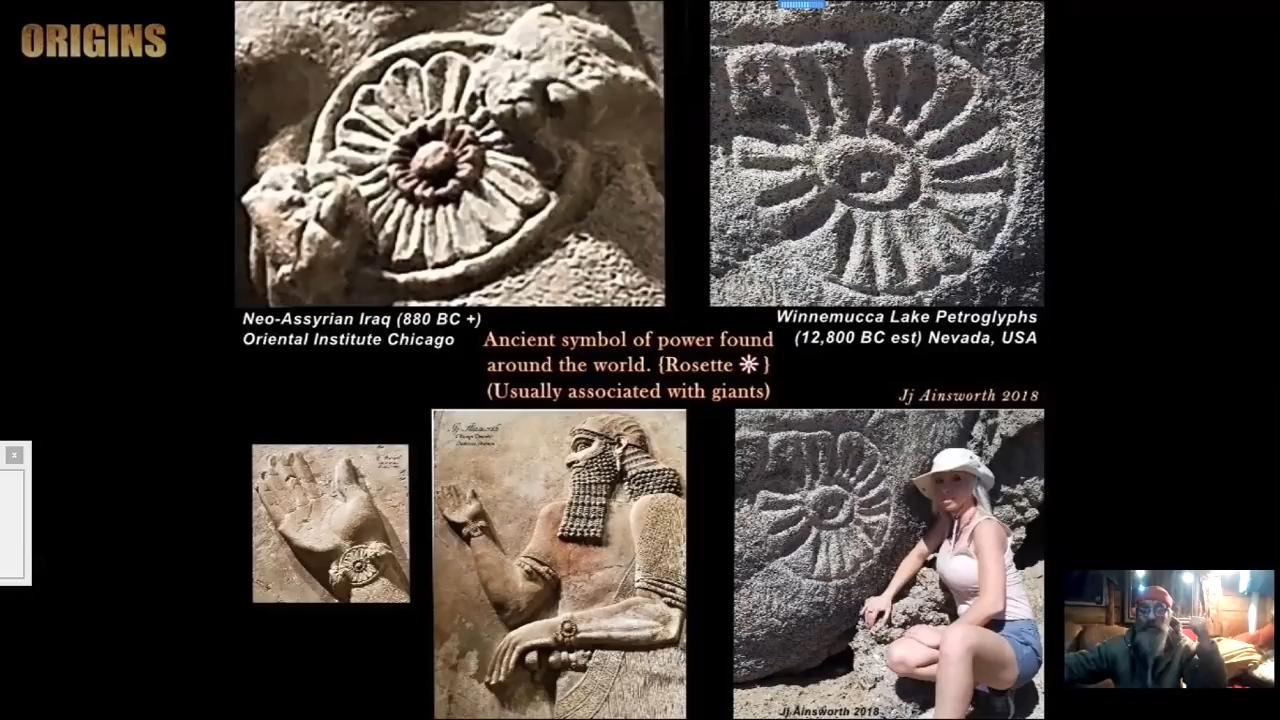 ORIGINS
Neo-Assyrian Iraq (880 BC +)
Oriental Institute Chicago
Winnemucca Lake Petroglyphs
(12,800 BC est) Nevada, USA
Ancient symbol of power found
around the world. {Rosette ✷}
(Usually associated with giants)
Jj Ainsworth 2018
Jj Ainsworth 2018
x